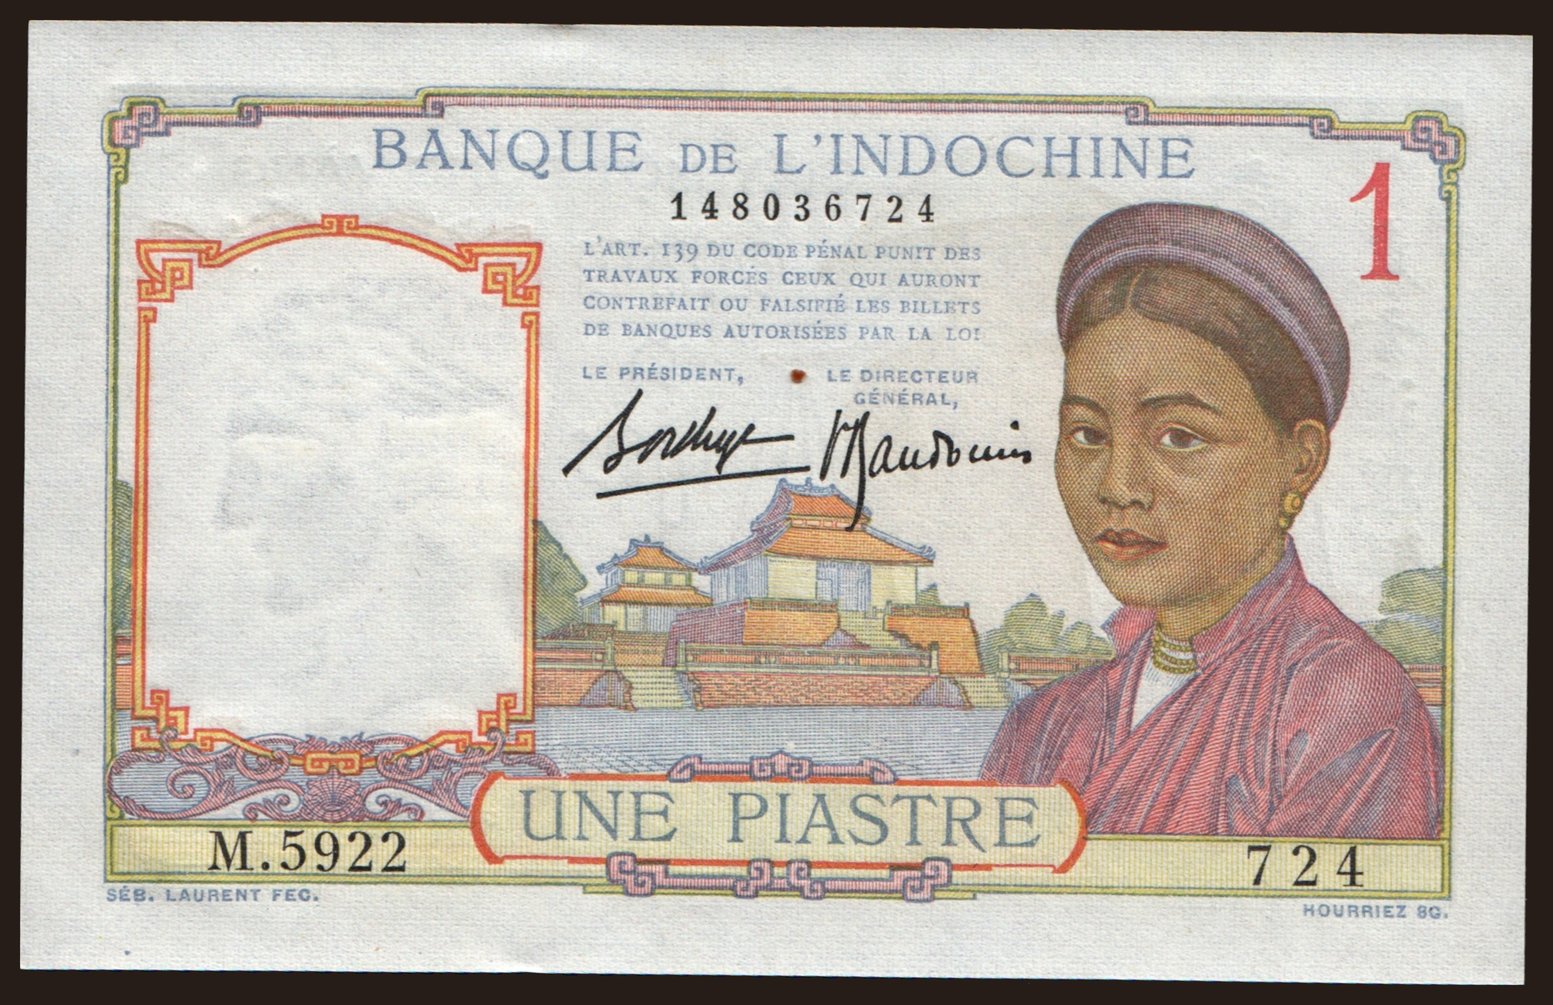 BANQUE DE L'INDOCHINE
148036724
1
L'ART. 139 DU CODE PÉNAL PUNIT DES
TRAVAUX FORCÉS CEUX QUI AURONT
CONTREFAIT OU FALSIFIÉ LES BILLETS
DE BANQUES AUTORISÉES PAR LA LOI
LE PRÉSIDENT,
LE DIRECTEUR
GÉNÉRAL,
UNE PIASTRE
M.5922
724
SÉB. LAURENT FEC.
HOURRIEZ SC.